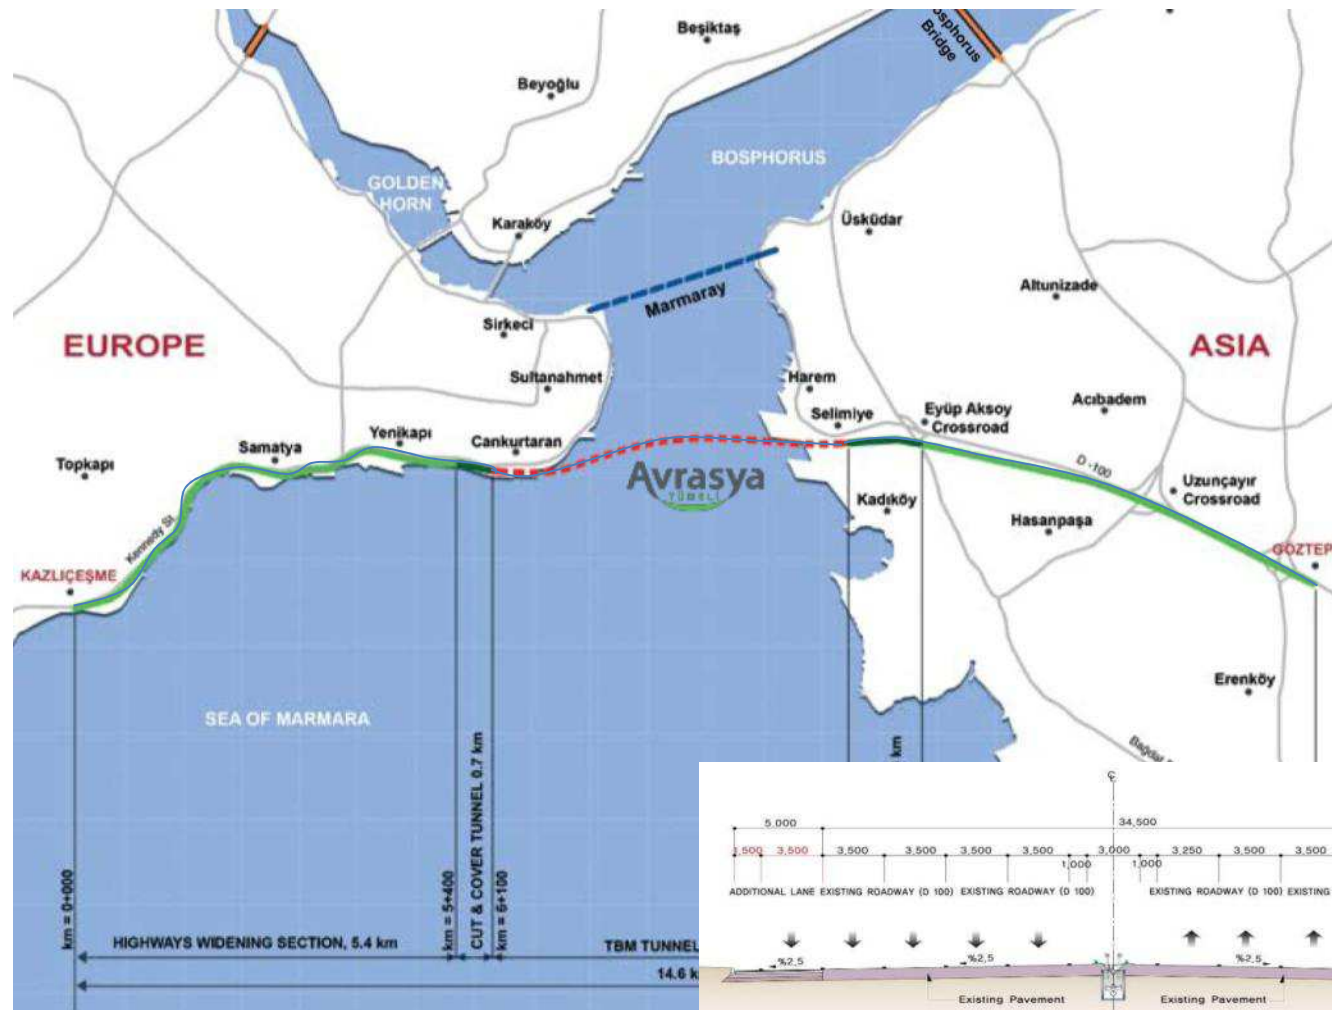 Beşiktaş
Bosphorus
Bridge
Beyoğlu
BOSPHORUS
GOLDEN
HORN
Karaköy
Üsküdar
Altunizade
Marmaray
Sirkeci
EUROPE
ASIA
Sultanahmet
Harem
Acıbadem
Selimiye
Eyüp Aksoy
Crossroad
Yenikapı
Cankurtaran
Samatya
Topkapı
D -100
Avrasya
TÜNELİ
Uzunçayır
Crossroad
Kadıköy
Hasanpaşa
Kennedy St.
KAZLIÇEŞME
GÖZTEP
Erenköy
SEA OF MARMARA
km
CUT & COVER TUNNEL 0.7 km
km = 0+000
km = 5+400
km = 6+100
HIGHWAYS WIDENING SECTION, 5.4 km
TBM TUNNEL
14.6 k
5,000 34,500
1,500 3,500 3,500 3,500 3,500 3,500 3,000 3,250 3,500 3,500
1,000 1,000
ADDITIONAL LANE EXISTING ROADWAY (D 100) EXISTING ROADWAY (D 100) EXISTING ROADWAY (D 100) EXISTING
%2,5 %2,5 %2,5
Existing Pavement Existing Pavement